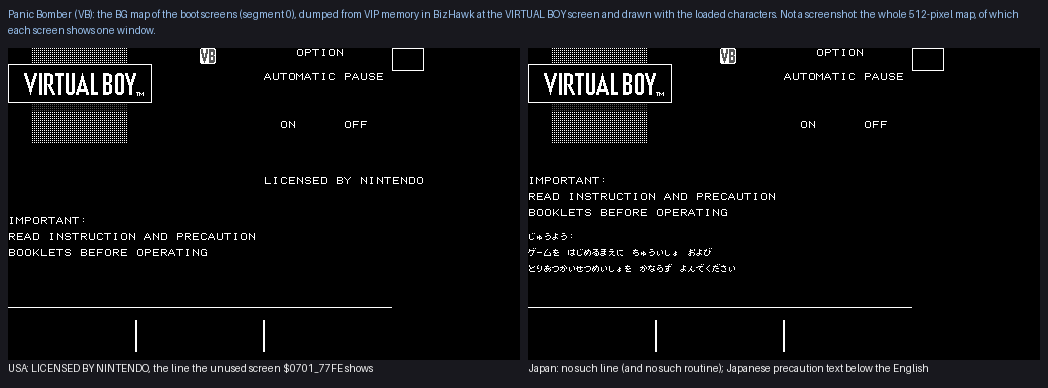 Panic Bomber (VB): the BG map of the boot screens (segment 0), dumped from VIP memory in BizHawk at the VIRTUAL BOY screen and drawn with the loaded characters. Not a screenshot: the whole 512-pixel map, of which
each screen shows one window.
VB
OPTION
VIRTUAL BOY TM
AUTOMATIC PAUSE
ON OFF
LICENSED BY NINTENDO
IMPORTANT:
READ INSTRUCTION AND PRECAUTION
BOOKLETS BEFORE OPERATING
USA: LICENSED BY NINTENDO, the line the unused screen $0701_77FE shows
VB
OPTION
VIRTUAL BOY TM
AUTOMATIC PAUSE
ON OFF
IMPORTANT:
READ INSTRUCTION AND PRECAUTION
BOOKLETS BEFORE OPERATING
じゅうよう:
ゲームを はじめるまえに ちゅういしょ および
とりあつかいせつめいしょを かならず よんでください
Japan: no such line (and no such routine); Japanese precaution text below the English